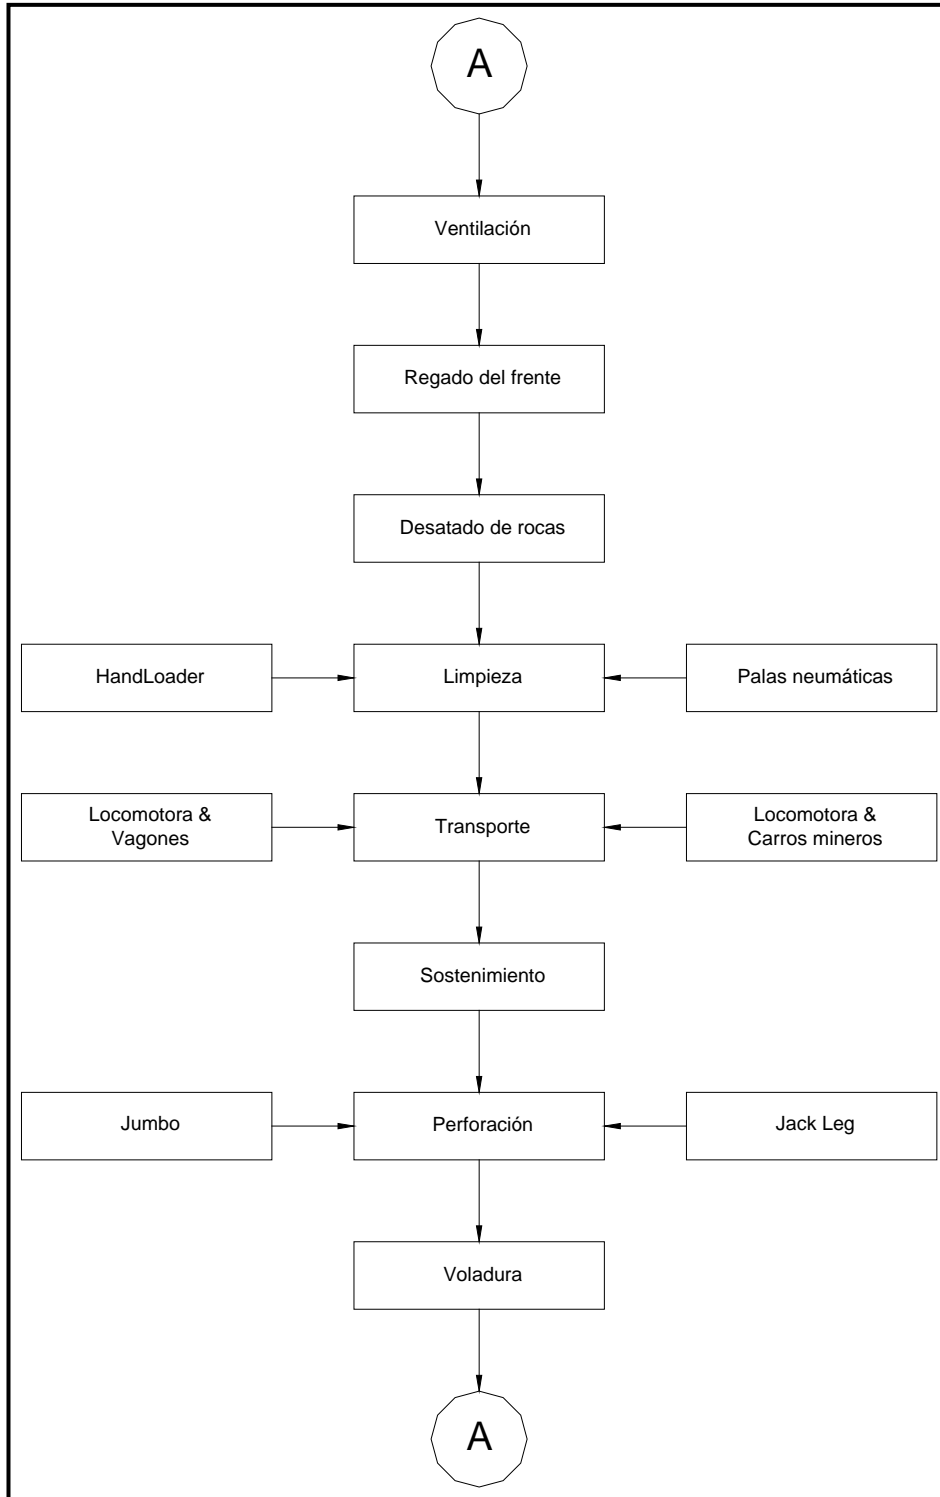 A
Ventilación
Regado del frente
Desatado de rocas
HandLoader
Limpieza
Palas neumáticas
Locomotora &
Vagones
Transporte
Locomotora &
Carros mineros
Sostenimiento
Jumbo
Perforación
Jack Leg
Voladura
A